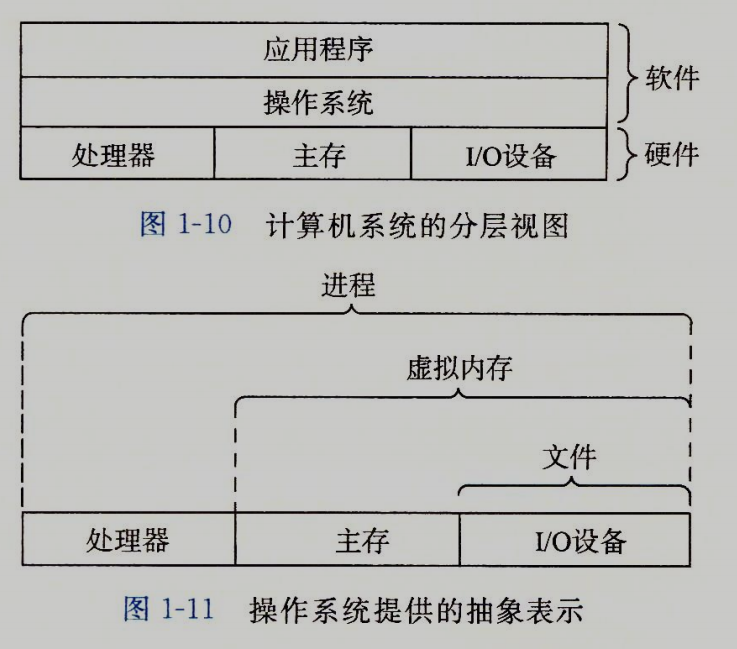 应用程序
软件
操作系统
处理器 主存 I/O设备 硬件
图 1-10 计算机系统的分层视图
进程
虚拟内存
文件
处理器 主存 I/O设备
图 1-11 操作系统提供的抽象表示